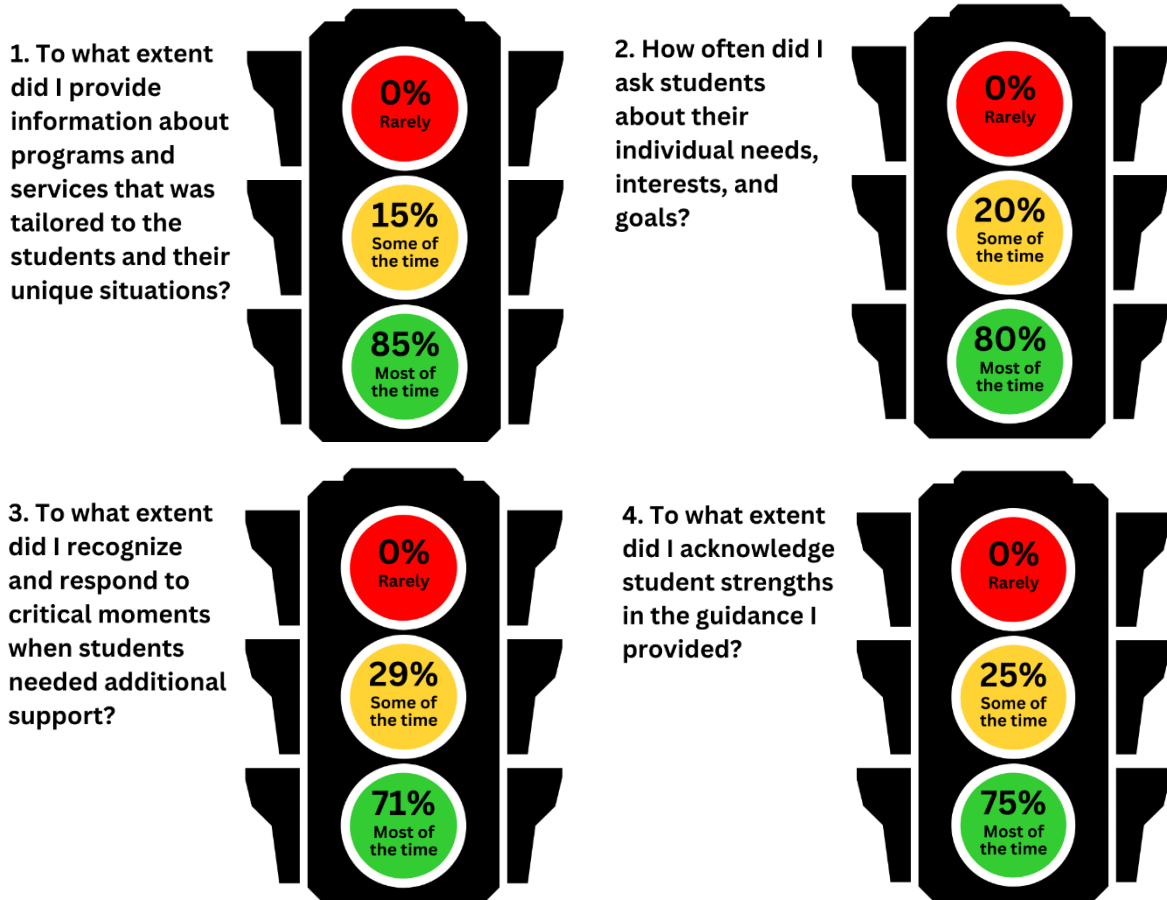 1. To what extent
did I provide
information about
programs and
services that was
tailored to the
students and their
unique situations?
0%
Rarely
15%
Some of
the time
85%
Most of
the time
2. How often did I
ask students
about their
individual needs,
interests, and
goals?
0%
Rarely
20%
Some of
the time
80%
Most of
the time
3. To what extent
did I recognize
and respond to
critical moments
when students
needed additional
support?
0%
Rarely
29%
Some of
the time
71%
Most of
the time
4. To what extent
did I acknowledge
student strengths
in the guidance I
provided?
0%
Rarely
25%
Some of
the time
75%
Most of
the time